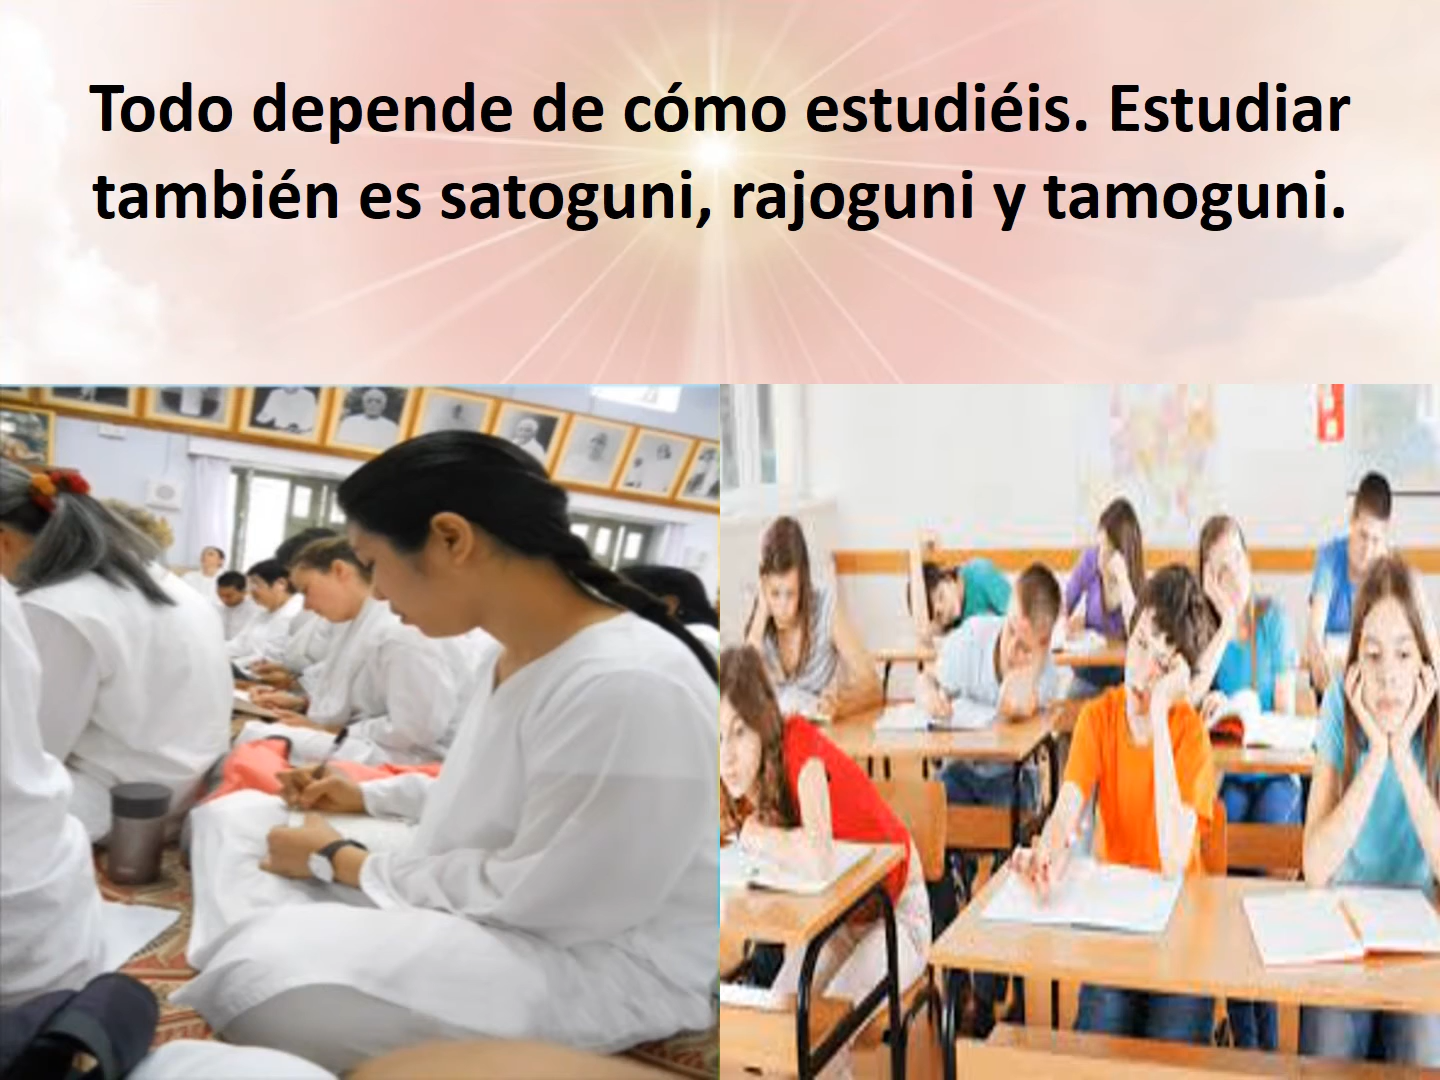 Todo depende de cómo estudiéis. Estudiar
también es satoguni, rajoguni y tamoguni.